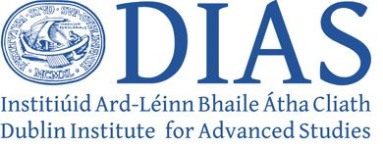 DIAS
Institiúid Ard-Léinn Bhaile Átha Cliath
Dublin Institute for Advanced Studies